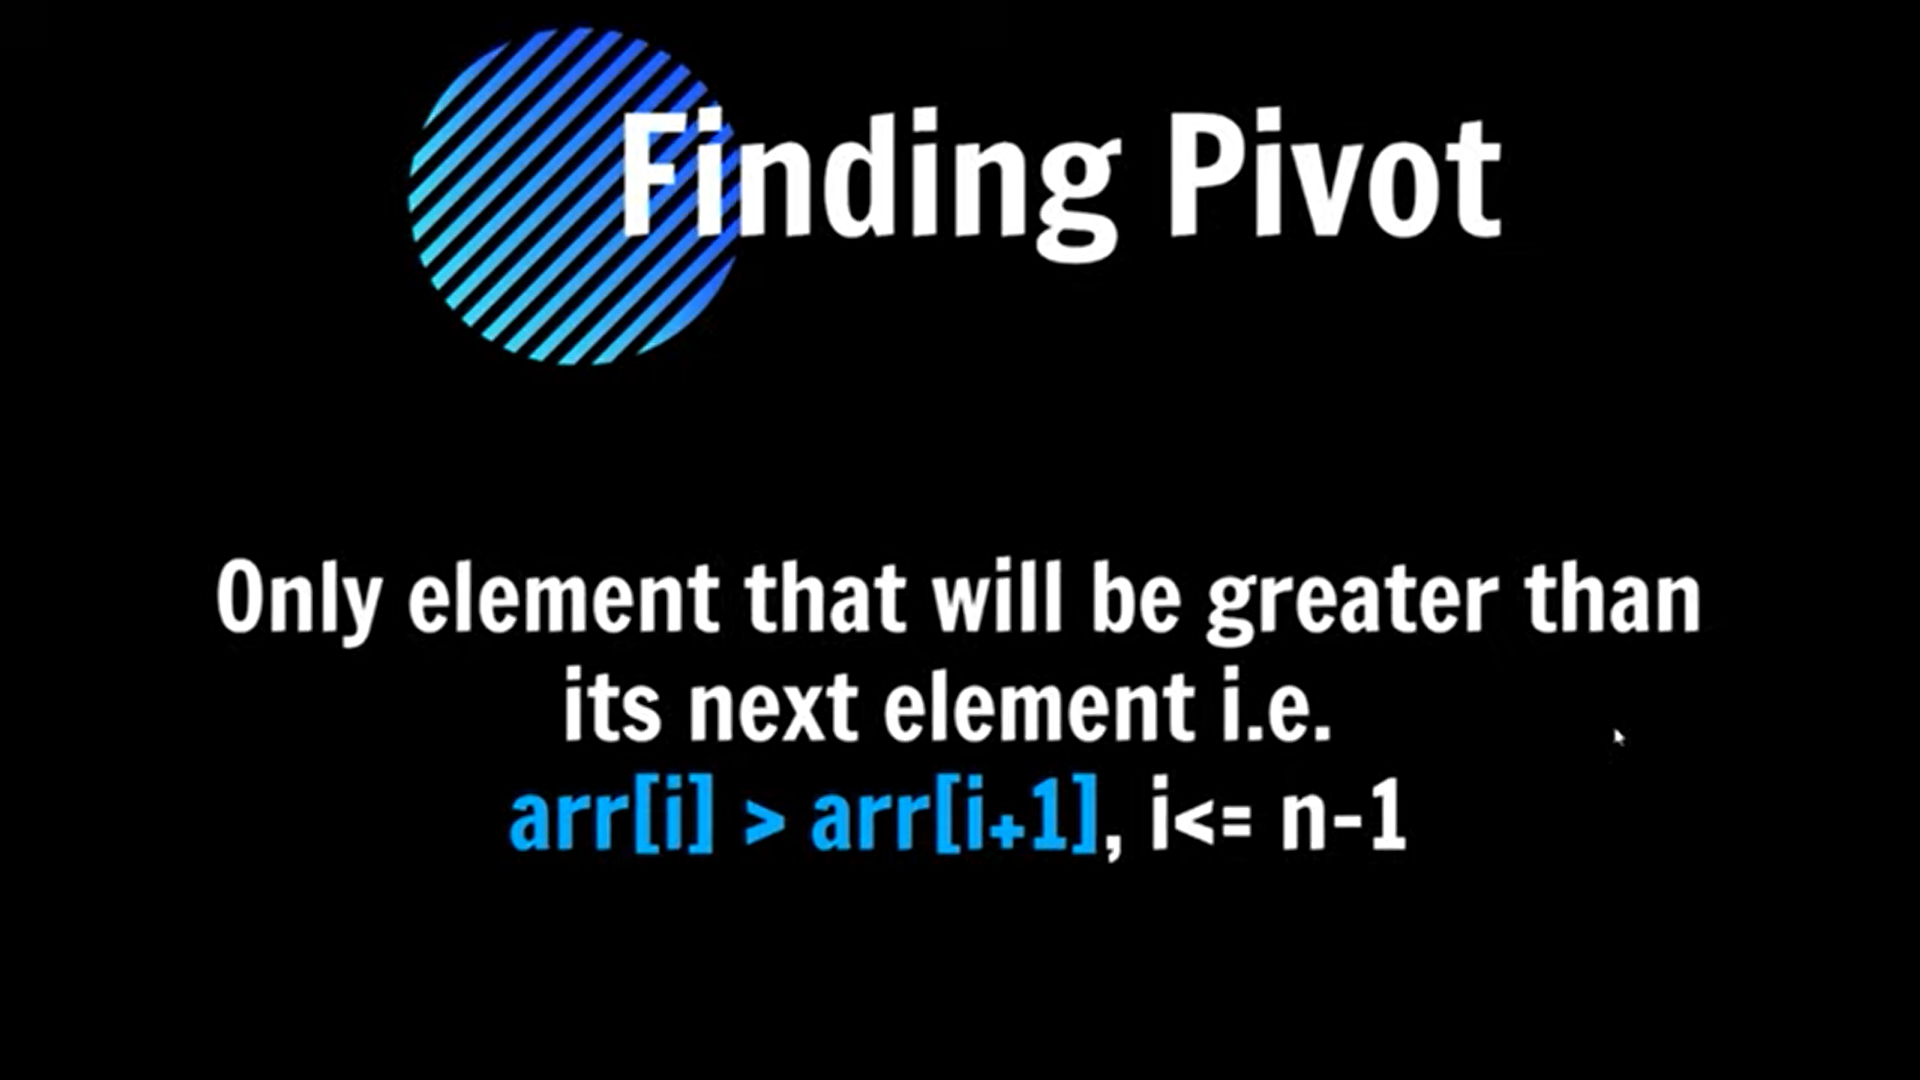 Finding Pivot
Only element that will be greater than
its next element i.e.
arr[i] > arr[i+1], i<= n-1